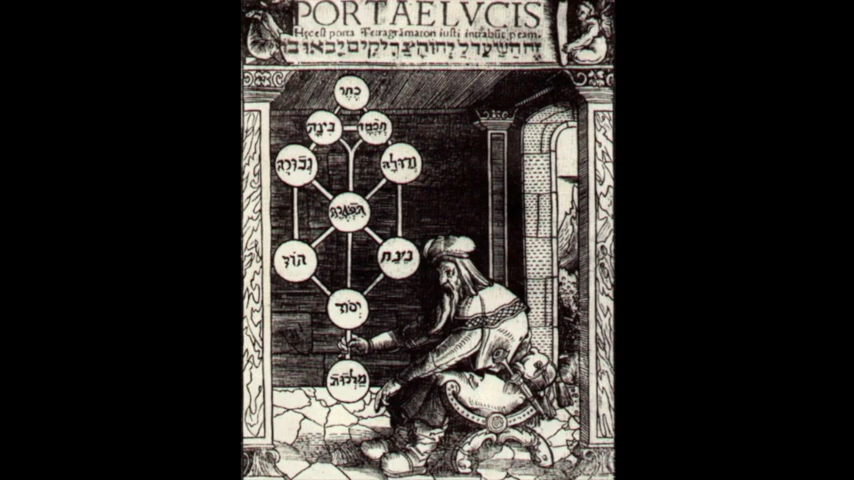 PORTAE LVCIS
Hęc est porta Tetragrāmaton iusti intrabūt p eam.
זה השער ליהוה צדיקים יבאו בו
כתר
בינה
חכמה
גבורה
גדולה
תפארת
הוד
נצח
יסוד
מלכות